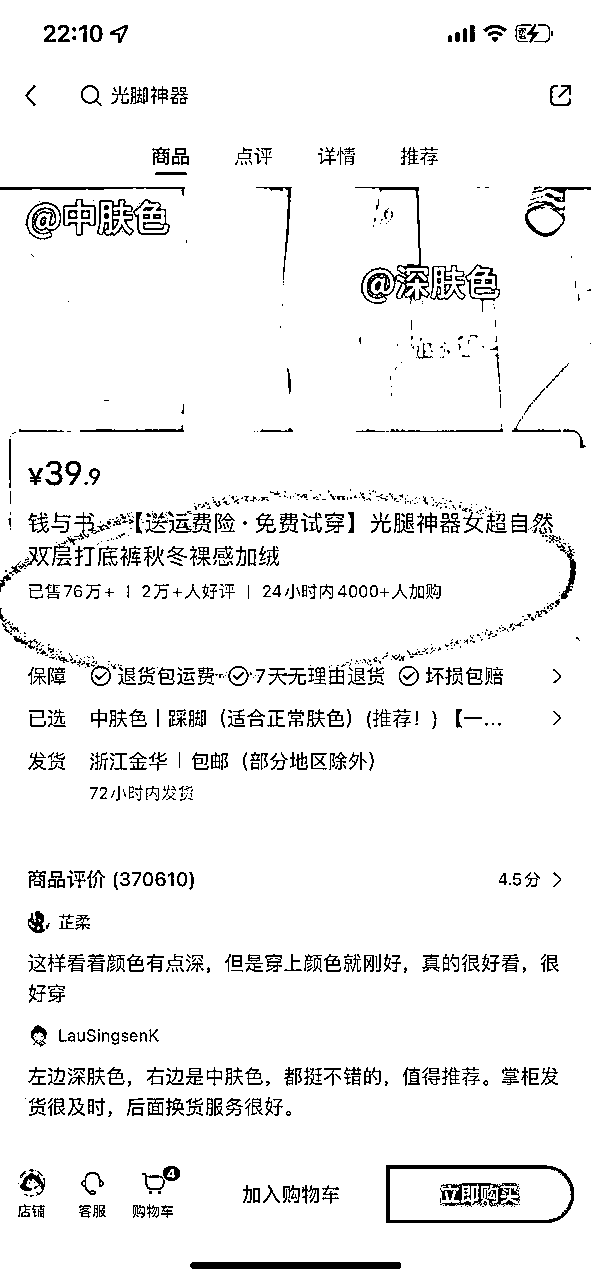 22:10
光脚神器
商品 点评 详情 推荐
@中肤色
@深肤色
¥39.9
钱与书 【送运费险·免费试穿】光腿神器女超自然
双层打底裤秋冬裸感加绒
已售76万+ | 2万+人好评 | 24小时内4000+人加购
保障 退货包运费 7天无理由退货 坏损包赔
已选 中肤色丨踩脚（适合正常肤色）(推荐！) 【一...
发货 浙江金华 | 包邮（部分地区除外）
72小时内发货
商品评价 (370610) 4.5分
芷柔
这样看着颜色有点深，但是穿上颜色就刚好，真的很好看，很
好穿
LauSingsenK
左边深肤色，右边是中肤色，都挺不错的，值得推荐。掌柜发
货很及时，后面换货服务很好。
4
店铺 客服 购物车 加入购物车 立即购买